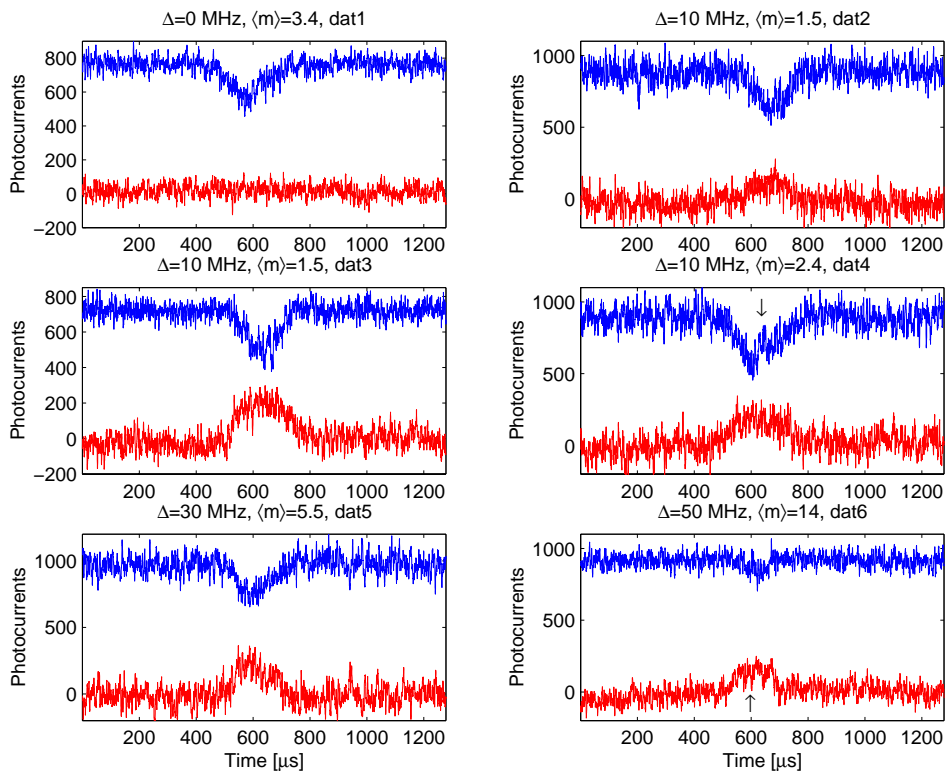 Δ=0 MHz, ⟨m⟩=3.4, dat1
Photocurrents
800
600
400
200
0
−200
200 400 600 800 1000 1200
Δ=10 MHz, ⟨m⟩=1.5, dat2
Photocurrents
1000
500
0
200 400 600 800 1000 1200
Δ=10 MHz, ⟨m⟩=1.5, dat3
Photocurrents
800
600
400
200
0
−200
200 400 600 800 1000 1200
Δ=10 MHz, ⟨m⟩=2.4, dat4
Photocurrents
1000
500
0
↓
200 400 600 800 1000 1200
Δ=30 MHz, ⟨m⟩=5.5, dat5
Photocurrents
1000
500
0
200 400 600 800 1000 1200
Time [μs]
Δ=50 MHz, ⟨m⟩=14, dat6
Photocurrents
1000
500
0
↑
200 400 600 800 1000 1200
Time [μs]